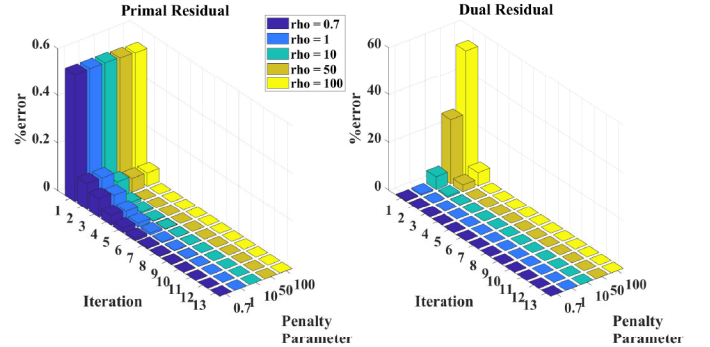 Primal Residual
rho = 0.7
rho = 1
rho = 10
rho = 50
rho = 100
%error
0.6
0.4
0.2
0
1
2
3
4
5
6
7
8
9
10
11
12
13
Iteration
0.7
1
10
50
100
Penalty
Parameter
Dual Residual
%error
60
40
20
0
1
2
3
4
5
6
7
8
9
10
11
12
13
Iteration
0.7
1
10
50
100
Penalty
Parameter